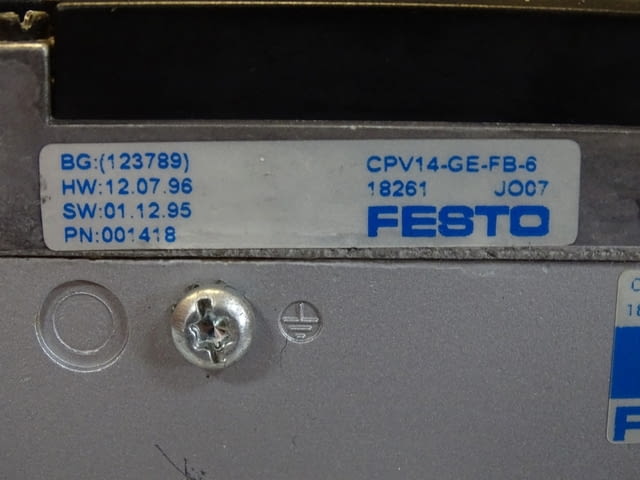 BG:(123789)
HW:12.07.96
SW:01.12.95
PN:001418
CPV14-GE-FB-6
18261 JO07
FESTO